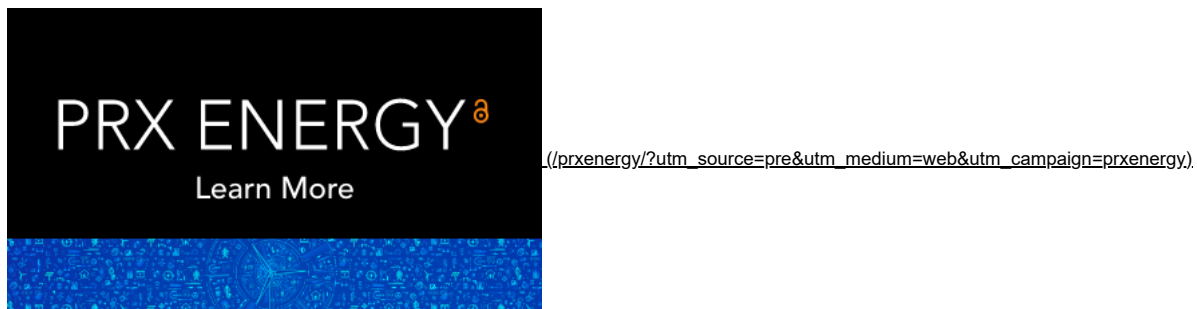 PRX ENERGY
Learn More
(/prxenergy/?utm_source=pre&utm_medium=web&utm_campaign=prxenergy)